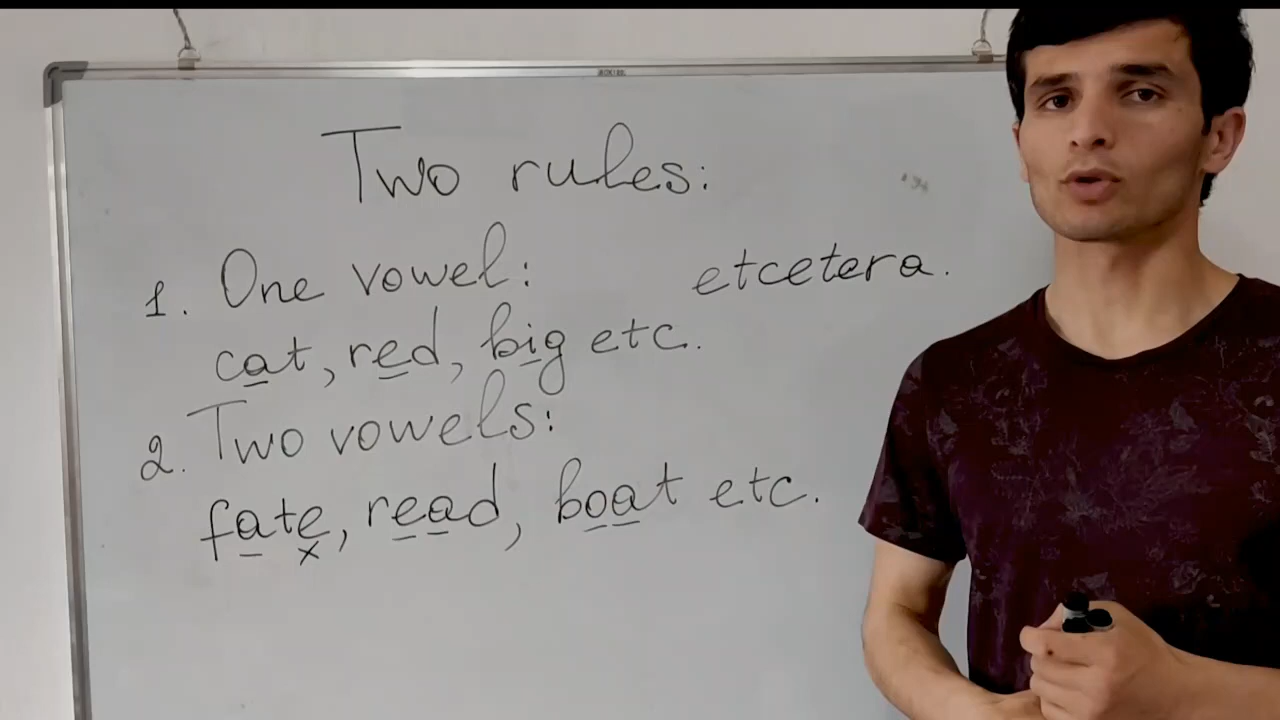 Two rules:
1. One vowel:
etcetera.
cat, red, big etc.
2. Two vowels:
fate, read, boat etc.
x